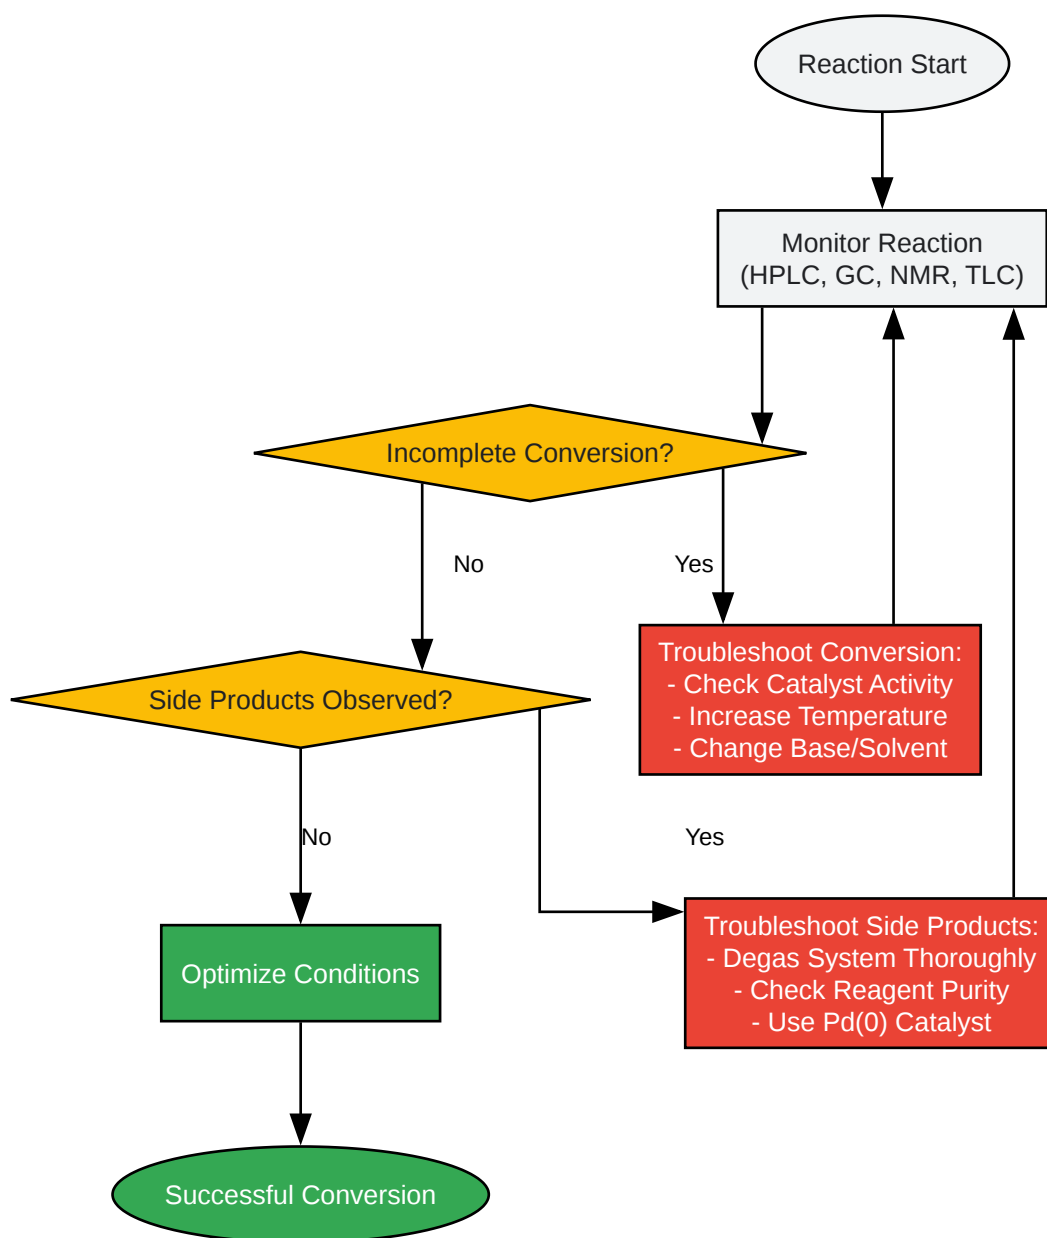 Reaction Start
Monitor Reaction
(HPLC, GC, NMR, TLC)
Incomplete Conversion?
No
Yes
Troubleshoot Conversion:
- Check Catalyst Activity
- Increase Temperature
- Change Base/Solvent
Side Products Observed?
No
Yes
Troubleshoot Side Products:
- Degas System Thoroughly
- Check Reagent Purity
- Use Pd(0) Catalyst
Optimize Conditions
Successful Conversion